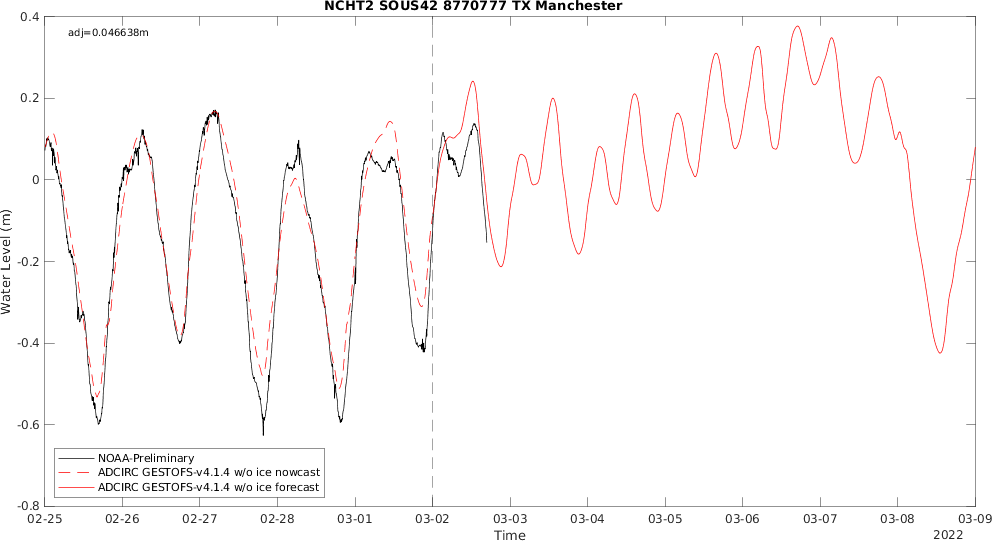 NCHT2 SOUS42 8770777 TX Manchester
adj=0.046638m
0.4
0.2
0
-0.2
-0.4
-0.6
-0.8
Water Level (m)
NOAA-Preliminary
ADCIRC GESTOFS-v4.1.4 w/o ice nowcast
ADCIRC GESTOFS-v4.1.4 w/o ice forecast
02-25 02-26 02-27 02-28 03-01 03-02 03-03 03-04 03-05 03-06 03-07 03-08 03-09
Time
2022